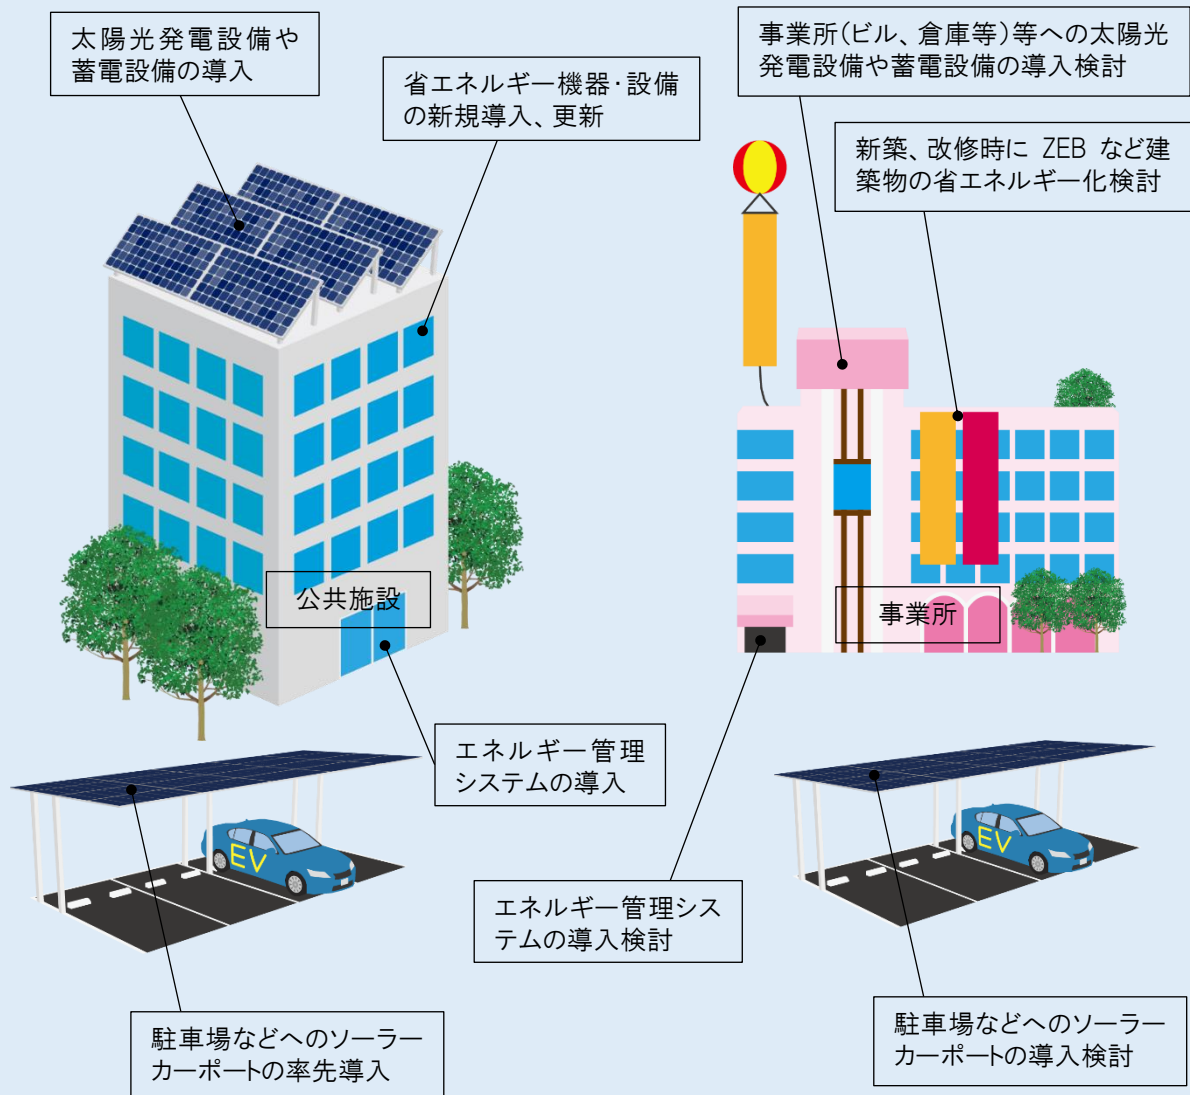 太陽光発電設備や
蓄電設備の導入
省エネルギー機器・設備
の新規導入、更新
公共施設
エネルギー管理
システムの導入
EV
駐車場などへのソーラー
カーポートの率先導入
事業所(ビル、倉庫等)等への太陽光
発電設備や蓄電設備の導入検討
新築、改修時に ZEB など建
築物の省エネルギー化検討
事業所
エネルギー管理シス
テムの導入検討
EV
駐車場などへのソーラー
カーポートの導入検討